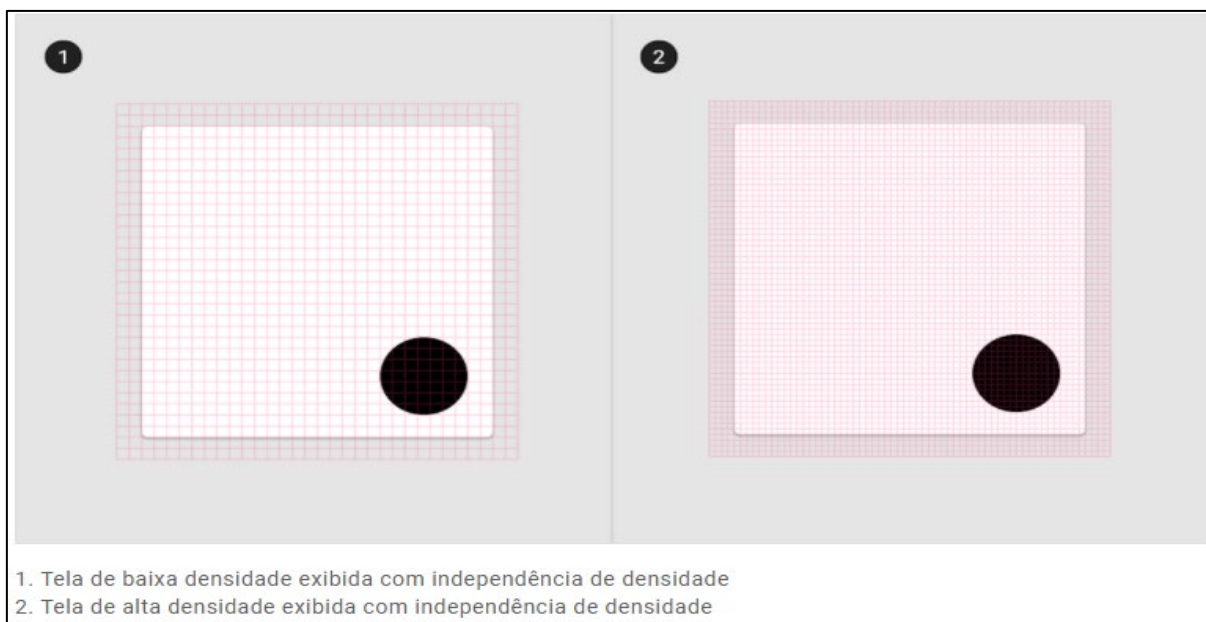 1
2
1. Tela de baixa densidade exibida com independência de densidade
2. Tela de alta densidade exibida com independência de densidade